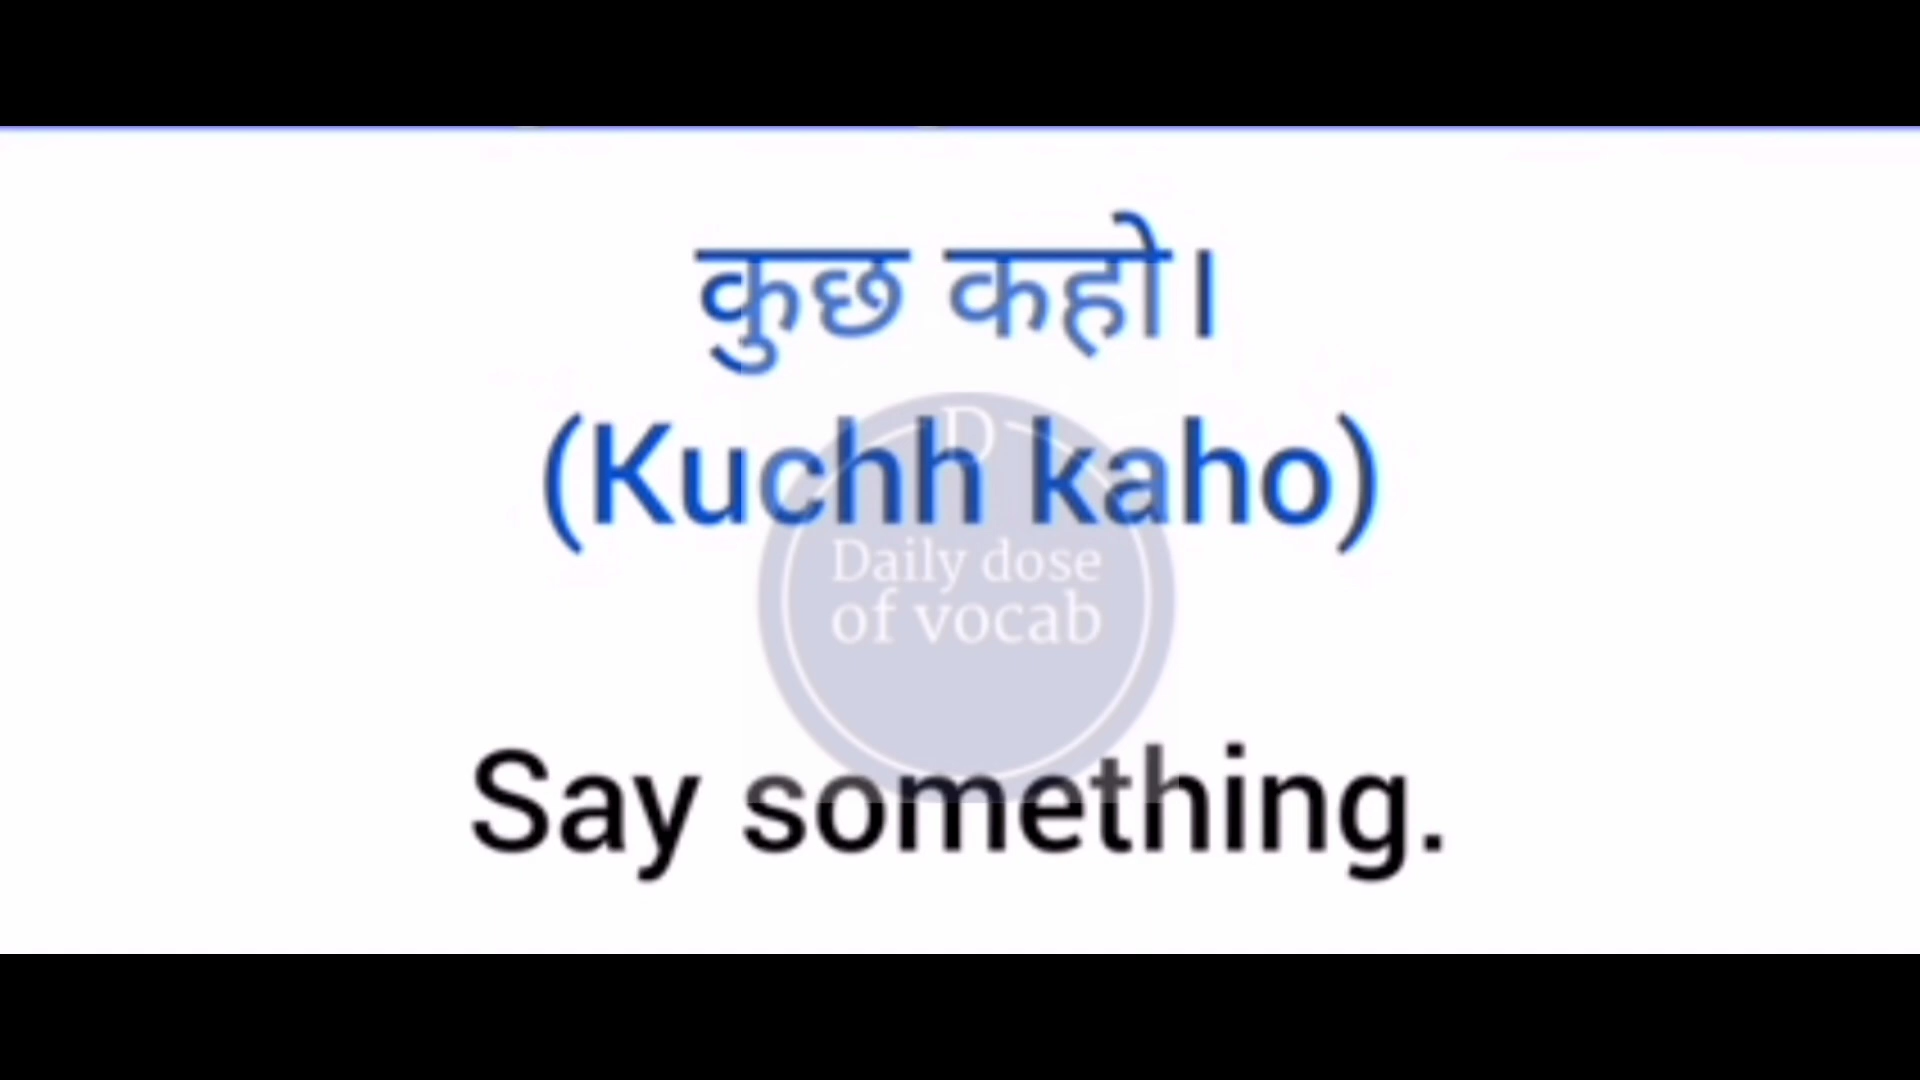 कुछ कहो।
(Kuchh kaho)
D
Daily dose
of vocab
Say something.